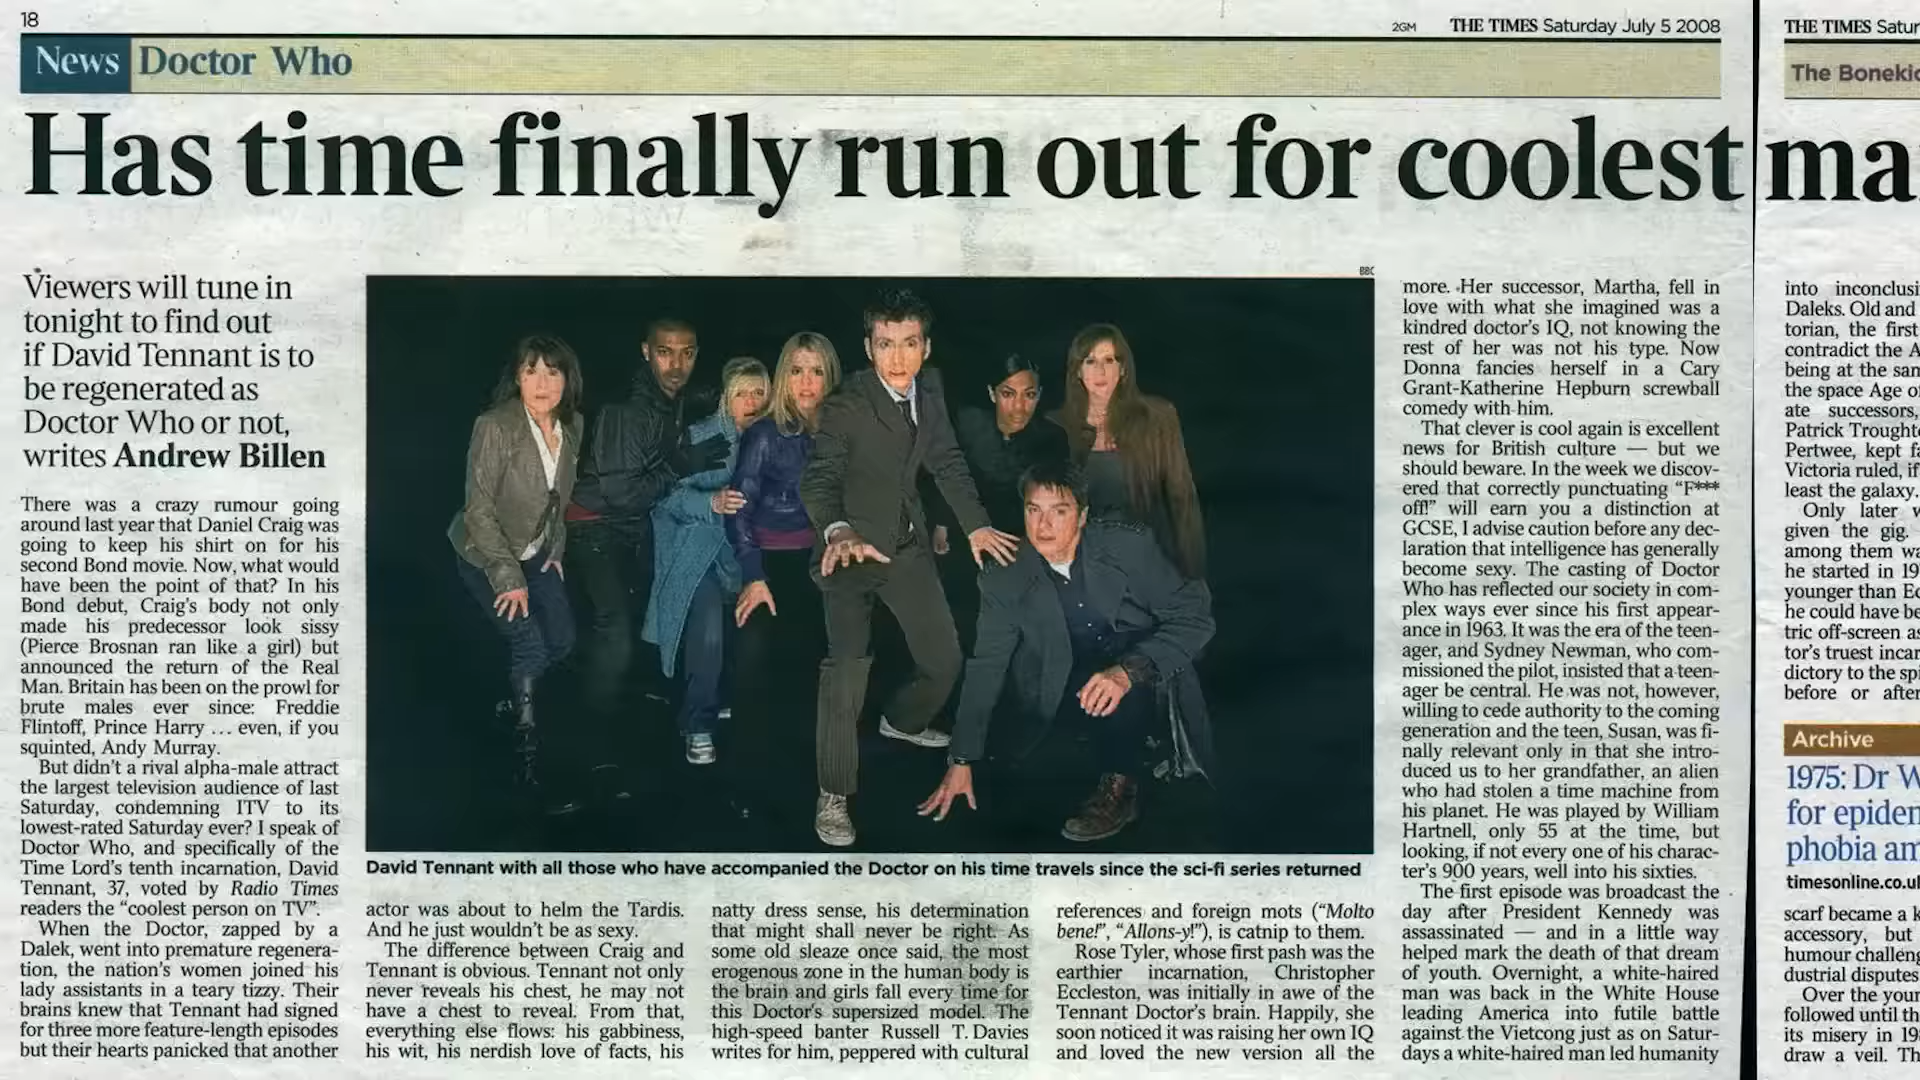 18
2GM THE TIMES Saturday July 5 2008
News Doctor Who
Has time finally run out for coolest
Viewers will tune in
tonight to find out
if David Tennant is to
be regenerated as
Doctor Who or not,
writes Andrew Billen
There was a crazy rumour going
around last year that Daniel Craig was
going to keep his shirt on for his
second Bond movie. Now, what would
have been the point of that? In his
Bond debut, Craig's body not only
made his predecessor look sissy
(Pierce Brosnan ran like a girl) but
announced the return of the Real
Man. Britain has been on the prowl for
brute males ever since: Freddie
Flintoff, Prince Harry ... even, if you
squinted, Andy Murray.
But didn't a rival alpha-male attract
the largest television audience of last
Saturday, condemning ITV to its
lowest-rated Saturday ever? I speak of
Doctor Who, and specifically of the
Time Lord's tenth incarnation, David
Tennant, 37, voted by Radio Times
readers the "coolest person on TV".
When the Doctor, zapped by a
Dalek, went into premature regenera-
tion, the nation's women joined his
lady assistants in a teary tizzy. Their
brains knew that Tennant had signed
for three more feature-length episodes
but their hearts panicked that another
BBC
David Tennant with all those who have accompanied the Doctor on his time travels since the sci-fi series returned
actor was about to helm the Tardis.
And he just wouldn't be as sexy.
The difference between Craig and
Tennant is obvious. Tennant not only
never reveals his chest, he may not
have a chest to reveal. From that,
everything else flows: his gabbiness,
his wit, his nerdish love of facts, his
natty dress sense, his determination
that might shall never be right. As
some old sleaze once said, the most
erogenous zone in the human body is
the brain and girls fall every time for
this Doctor's supersized model. The
high-speed banter Russell T. Davies
writes for him, peppered with cultural
references and foreign mots ("Molto
bene!", "Allons-y!"), is catnip to them.
Rose Tyler, whose first pash was the
earthier incarnation, Christopher
Eccleston, was initially in awe of the
Tennant Doctor's brain. Happily, she
soon noticed it was raising her own IQ
and loved the new version all the
more. Her successor, Martha, fell in
love with what she imagined was a
kindred doctor's IQ, not knowing the
rest of her was not his type. Now
Donna fancies herself in a Cary
Grant-Katherine Hepburn screwball
comedy with him.
That clever is cool again is excellent
news for British culture — but we
should beware. In the week we discov-
ered that correctly punctuating "F***
off!" will earn you a distinction at
GCSE, I advise caution before any dec-
laration that intelligence has generally
become sexy. The casting of Doctor
Who has reflected our society in com-
plex ways ever since his first appear-
ance in 1963. It was the era of the teen-
ager, and Sydney Newman, who com-
missioned the pilot, insisted that a teen-
ager be central. He was not, however,
willing to cede authority to the coming
generation and the teen, Susan, was fi-
nally relevant only in that she intro-
duced us to her grandfather, an alien
who had stolen a time machine from
his planet. He was played by William
Hartnell, only 55 at the time, but
looking, if not every one of his charac-
ter's 900 years, well into his sixties.
The first episode was broadcast the
day after President Kennedy was
assassinated — and in a little way
helped mark the death of that dream
of youth. Overnight, a white-haired
man was back in the White House
leading America into futile battle
against the Vietcong just as on Satur-
days a white-haired man led humanity
THE TIMES Satur
The Bonekic
ma
into inconclusi
Daleks. Old and
torian, the first
contradict the A
being at the sam
the space Age of
ate successors,
Patrick Troughto
Pertwee, kept fa
Victoria ruled, if
least the galaxy.
Only later w
given the gig.
among them wa
he started in 19
younger than Ec
he could have be
tric off-screen as
tor's truest incar
dictory to the spi
before or after
Archive
1975: Dr W
for epidem
phobia am
timesonline.co.uk
scarf became a k
accessory, but
humour challeng
dustrial disputes
Over the your
followed until th
its misery in 19
draw a veil. Th